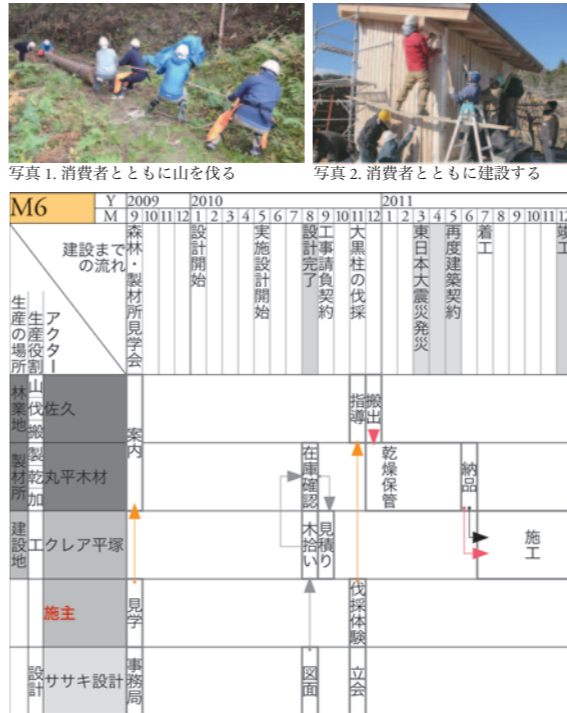 写真 1. 消費者とともに山を伐る
写真 2. 消費者とともに建設する
M6
Y 2009 2010 2011
M 9 10 11 12 1 2 3 4 5 6 7 8 9 10 11 12 1 2 3 4 5 6 7 8 9 10 11 12
建設まで
の流れ
森林・製材所見学会
設計開始
実施設計開始
設計完了
工事請負契約
大黒柱の伐採
東日本大震災発災
再度建築契約
着工
竣工
生産の場所
生産役割
アクター
林業地
山
伐
搬
佐久
案内
指導
搬出
製材所
製
乾
加
丸平木材
在庫確認
乾燥保管
納品
建設地
工
クレア平塚
木拾い
見積り
施工
施主
見学
伐採体験
設計
ササキ設計
事務局
図面
立会